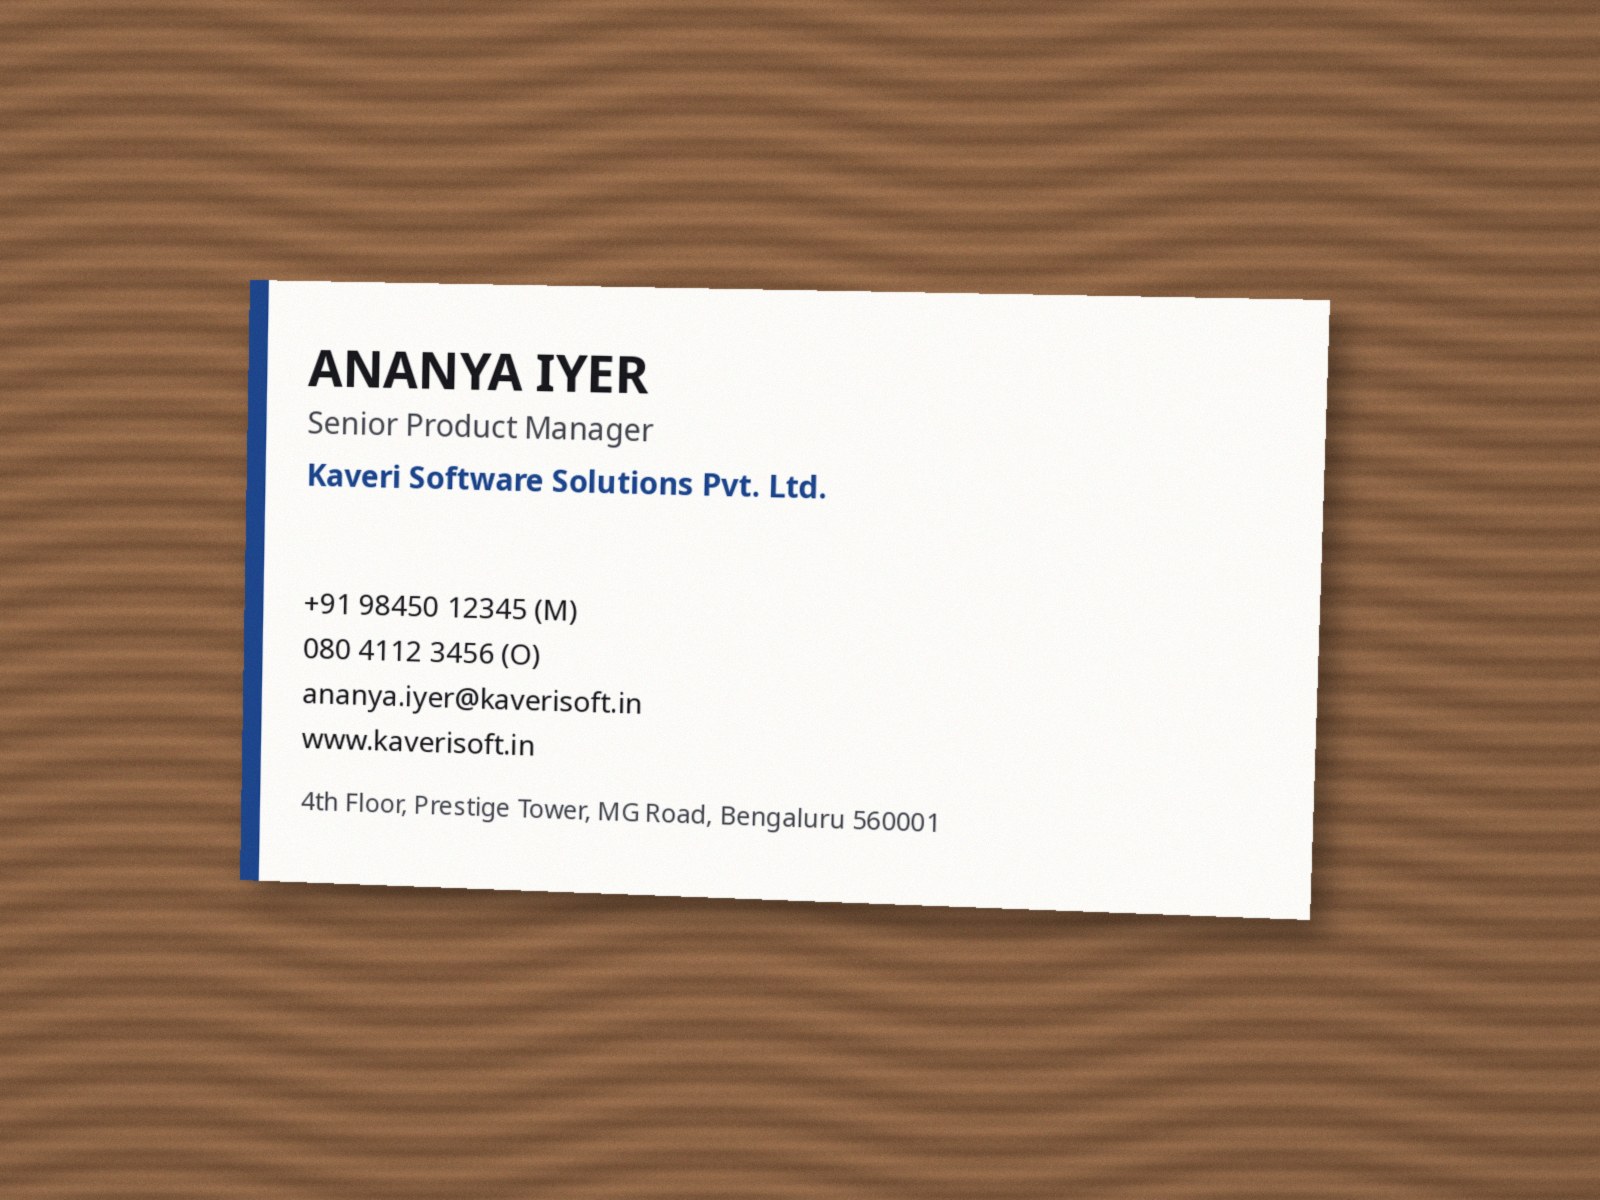 ANANYA IYER
Senior Product Manager
Kaveri Software Solutions Pvt. Ltd.
+91 98450 12345 (M)
080 4112 3456 (O)
ananya.iyer@kaverisoft.in
www.kaverisoft.in
4th Floor, Prestige Tower, MG Road, Bengaluru 560001